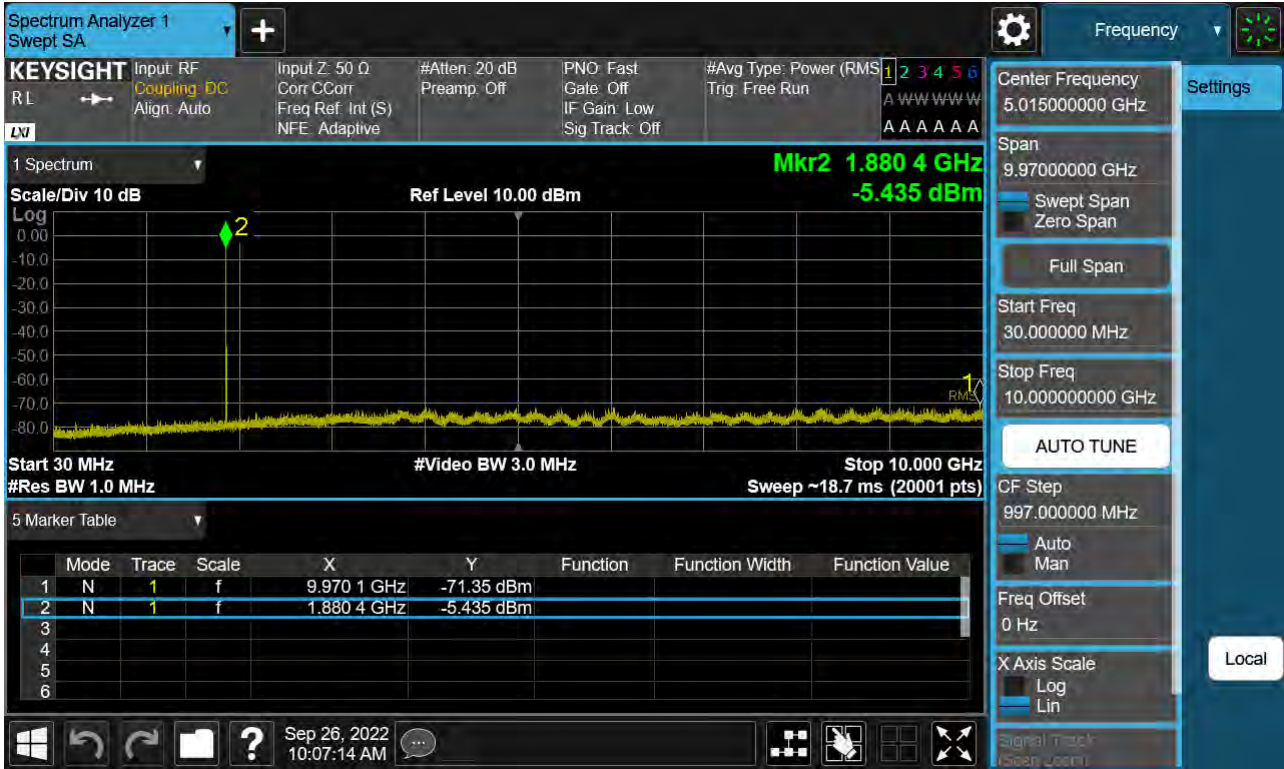 Spectrum Analyzer 1
Swept SA
+
Frequency
KEYSIGHT
RL
LXI
Input: RF
Coupling: DC
Align: Auto
Input Z: 50 Ω
Corr CCorr
Freq Ref: Int (S)
NFE: Adaptive
#Atten: 20 dB
Preamp: Off
PNO: Fast
Gate: Off
IF Gain: Low
Sig Track: Off
#Avg Type: Power (RMS
Trig: Free Run
1 2 3 4 5 6
A W W W W W
A A A A A A
1 Spectrum
Mkr2 1.880 4 GHz
-5.435 dBm
Scale/Div 10 dB
Ref Level 10.00 dBm
Log
0.00
-10.0
-20.0
-30.0
-40.0
-50.0
-60.0
-70.0
-80.0
2
1
RMS
Start 30 MHz
#Video BW 3.0 MHz
Stop 10.000 GHz
#Res BW 1.0 MHz
Sweep ~18.7 ms (20001 pts)
5 Marker Table
Mode Trace Scale X Y Function Function Width Function Value
1 N 1 f 9.970 1 GHz -71.35 dBm
2 N 1 f 1.880 4 GHz -5.435 dBm
3
4
5
6
Center Frequency
5.015000000 GHz
Settings
Span
9.97000000 GHz
Swept Span
Zero Span
Full Span
Start Freq
30.000000 MHz
Stop Freq
10.000000000 GHz
AUTO TUNE
CF Step
997.000000 MHz
Auto
Man
Freq Offset
0 Hz
X Axis Scale
Log
Lin
Local
Signal Track
(Span Zoom)
?
Sep 26, 2022
10:07:14 AM